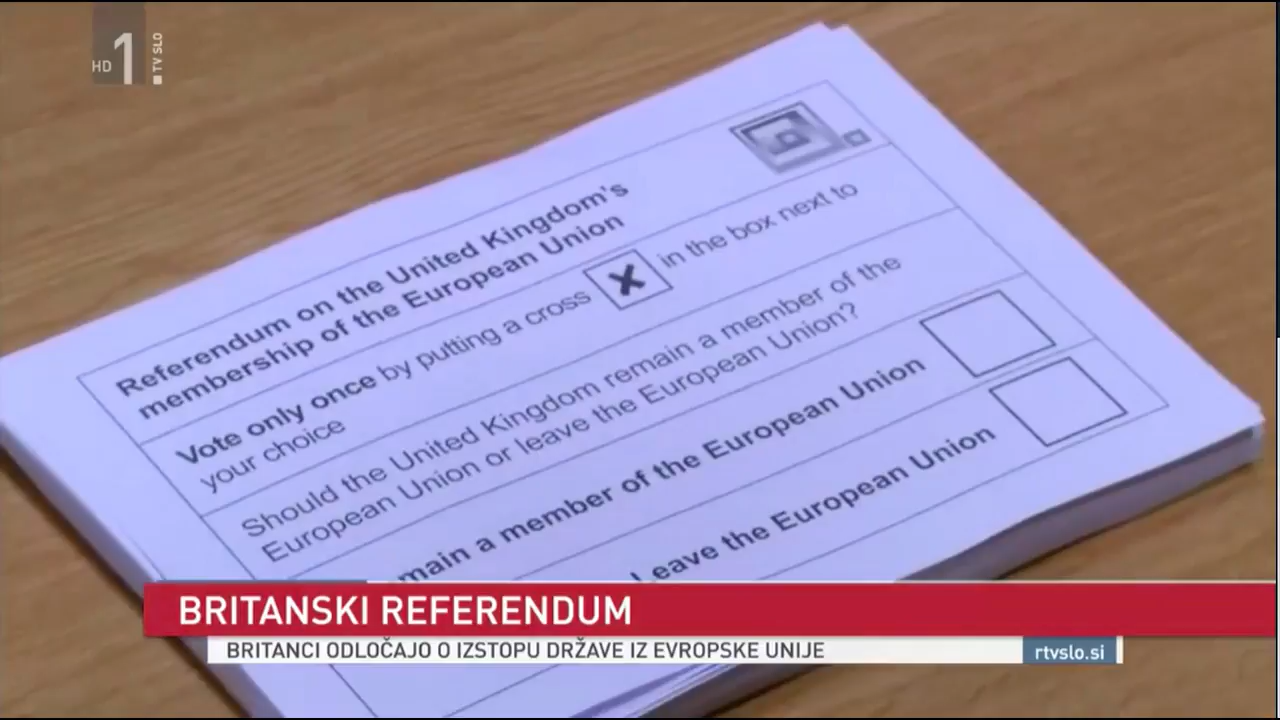 HD 1 TV SLO
Referendum on the United Kingdom's
membership of the European Union
Vote only once by putting a cross X in the box next to
your choice
Should the United Kingdom remain a member of the
European Union or leave the European Union?
main a member of the European Union
Leave the European Union
BRITANSKI REFERENDUM
BRITANCI ODLOČAJO O IZSTOPU DRŽAVE IZ EVROPSKE UNIJE
rtvslo.si